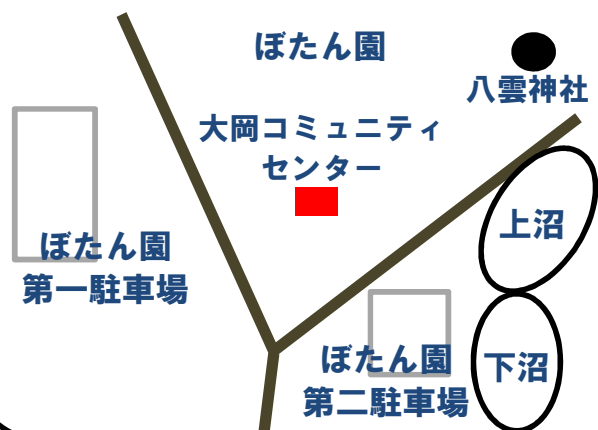 ぼたん園
八雲神社
大岡コミュニティ
センター
上沼
ぼたん園
第一駐車場
ぼたん園
第二駐車場
下沼